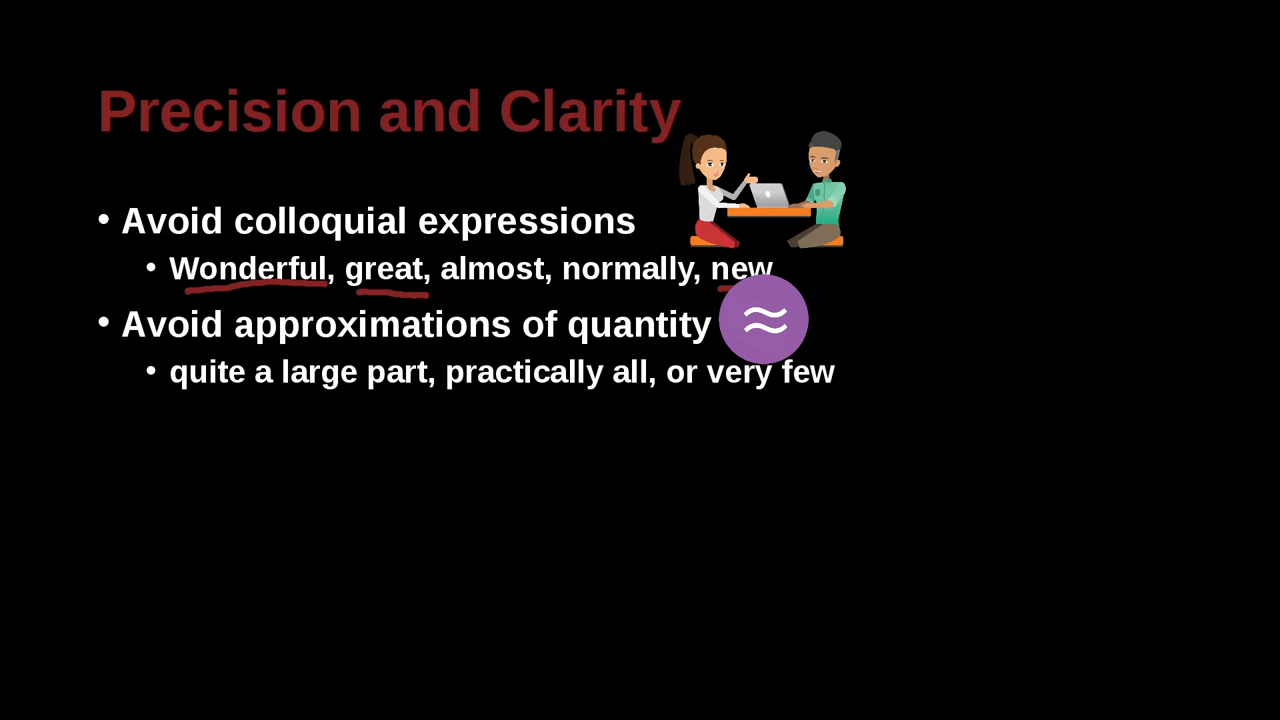 Precision and Clarity
• Avoid colloquial expressions
• Wonderful, great, almost, normally, new
• Avoid approximations of quantity
≈
• quite a large part, practically all, or very few